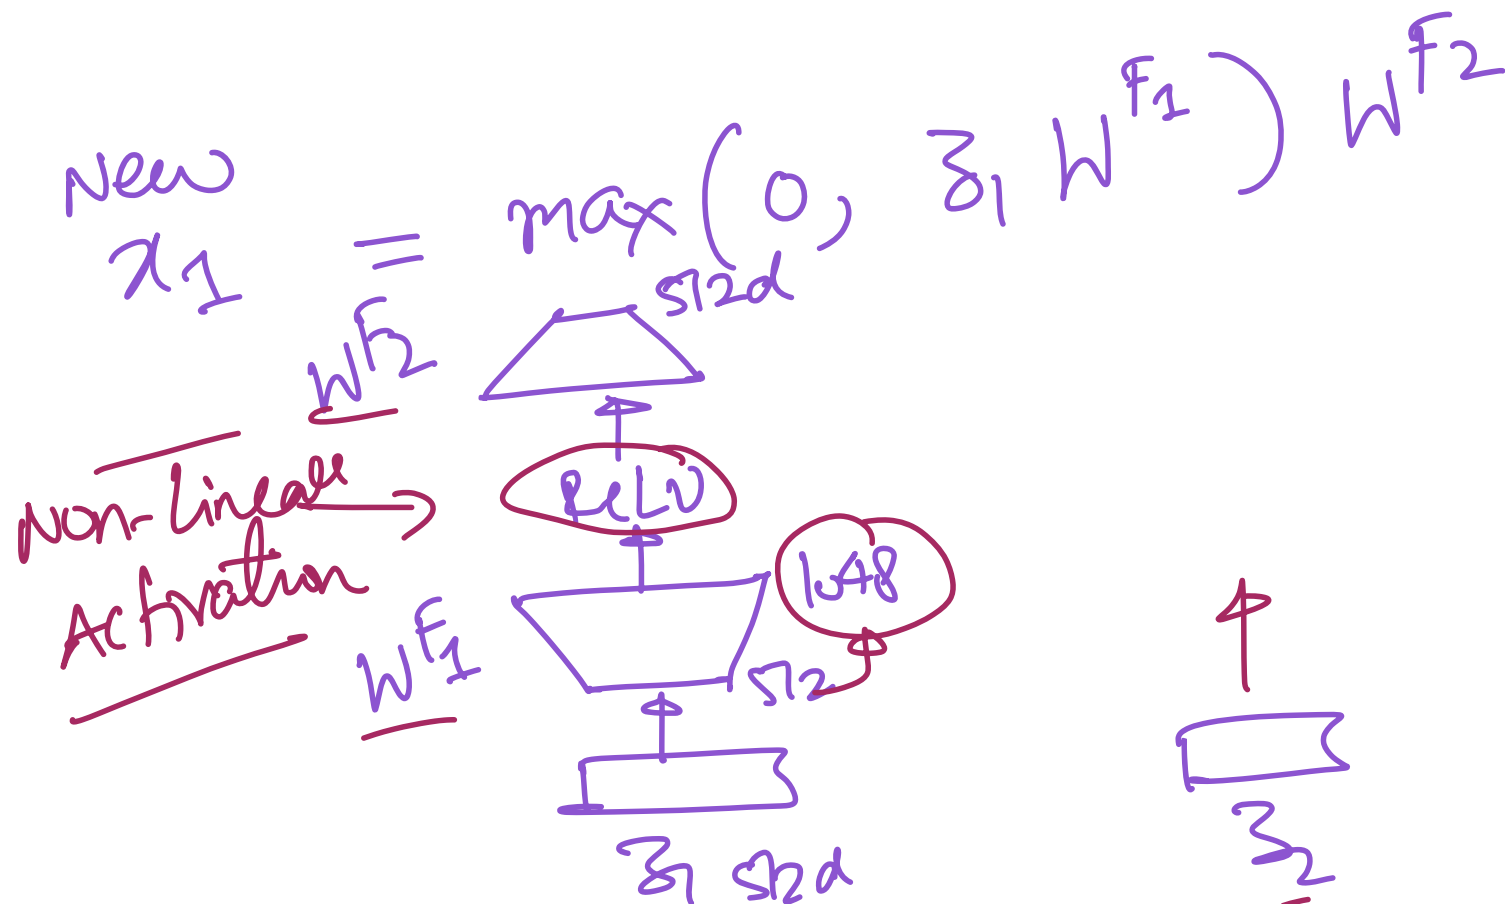 New
x₁ = max(0, z₁ W^F₁) W^F₂
512d
W^F₂
Non-Linear
Activation
ReLU
1048
W^F₁
512
z₁ 512d
z₂